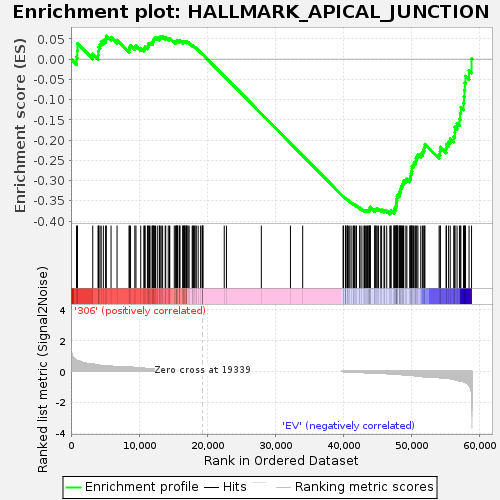 Enrichment plot: HALLMARK_APICAL_JUNCTION
Enrichment score (ES)
0.05
0.00
-0.05
-0.10
-0.15
-0.20
-0.25
-0.30
-0.35
-0.40
'306' (positively correlated)
Ranked list metric (Signal2Noise)
4
2
0
-2
-4
Zero cross at 19339
'EV' (negatively correlated)
0
10,000
20,000
30,000
40,000
50,000
60,000
Rank in Ordered Dataset
Enrichment profile
Hits
Ranking metric scores